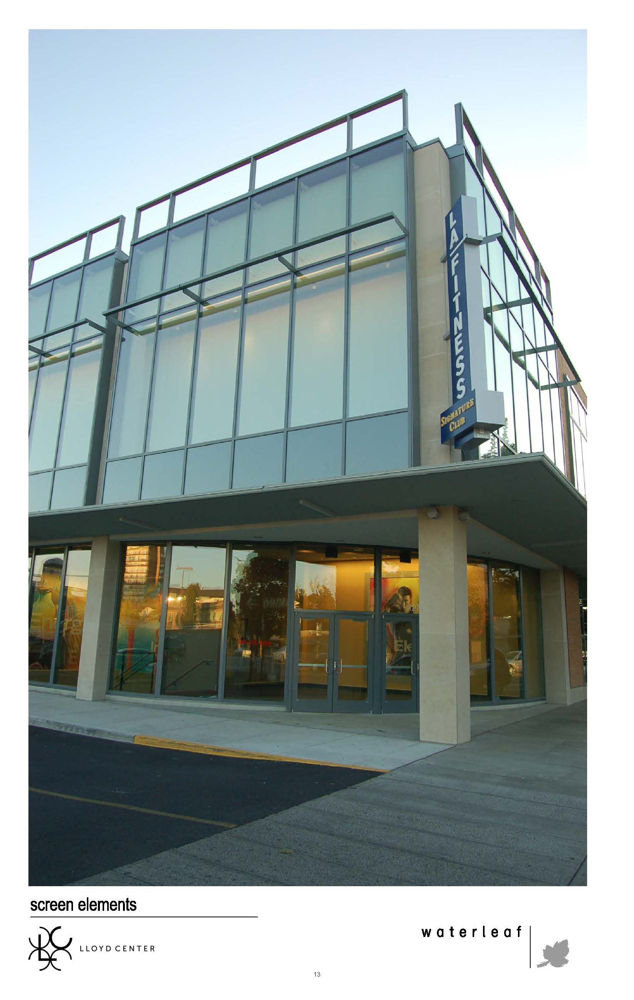 LA FITNESS
SIGNATURE
CLUB
screen elements
LLOYD CENTER
waterleaf
13